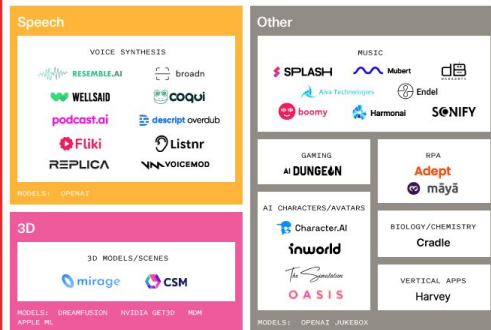 Speech
VOICE SYNTHESIS
RESEMBLE.AI broadn
WELLSAID coqui
podcast.ai descript overdub
Fliki Listnr
REPLICA VOICEMOD
MODELS: OPENAI
3D
3D MODELS/SCENES
mirage CSM
MODELS: DREAMFUSION NVIDIA GET3D MDM
APPLE ML
Other
MUSIC
SPLASH Mubert dB
Aiva Technologies Endel
boomy Harmonai SONIFY
GAMING
AI DUNGEON
RPA
Adept
māyā
AI CHARACTERS/AVATARS
Character.AI
inworld
The Simulation
OASIS
BIOLOGY/CHEMISTRY
Cradle
VERTICAL APPS
Harvey
MODELS: OPENAI JUKEBOX